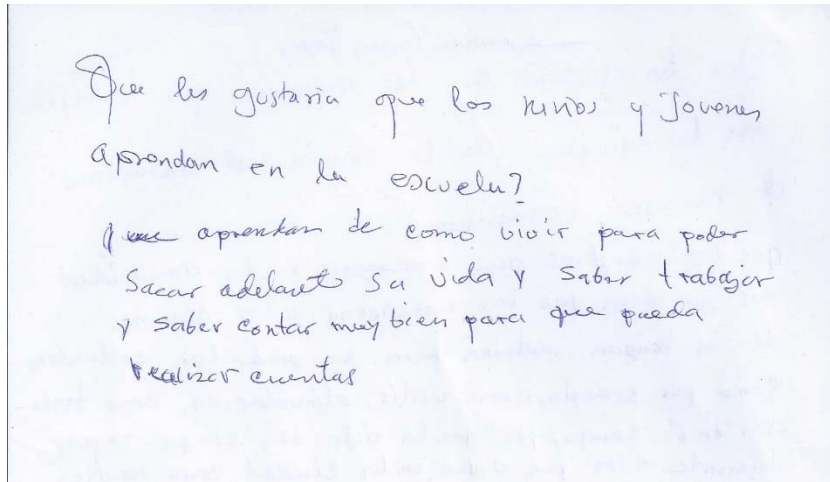 Que les gustaria que los niños y Jovenes
aprendan en la escuela?
que aprendan de como vivir para poder
Sacar adelante su vida y saber trabajar
y saber contar muy bien para que pueda
realizar cuentas